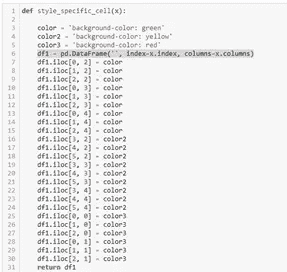 1 def style_specific_cell(x):
2
3 color = 'background-color: green'
4 color2 = 'background-color: yellow'
5 color3 = 'background-color: red'
6 df1 = pd.DataFrame('', index=x.index, columns=x.columns)
7 df1.iloc[0, 2] = color
8 df1.iloc[1, 2] = color
9 df1.iloc[2, 2] = color
10 df1.iloc[0, 3] = color
11 df1.iloc[1, 3] = color
12 df1.iloc[2, 3] = color
13 df1.iloc[0, 4] = color
14 df1.iloc[1, 4] = color
15 df1.iloc[2, 4] = color
16 df1.iloc[3, 2] = color2
17 df1.iloc[4, 2] = color2
18 df1.iloc[5, 2] = color2
19 df1.iloc[3, 3] = color2
20 df1.iloc[4, 3] = color2
21 df1.iloc[5, 3] = color2
22 df1.iloc[3, 4] = color2
23 df1.iloc[4, 4] = color2
24 df1.iloc[5, 4] = color2
25 df1.iloc[0, 0] = color3
26 df1.iloc[1, 0] = color3
27 df1.iloc[2, 0] = color3
28 df1.iloc[0, 1] = color3
29 df1.iloc[1, 1] = color3
30 df1.iloc[2, 1] = color3
31 return df1